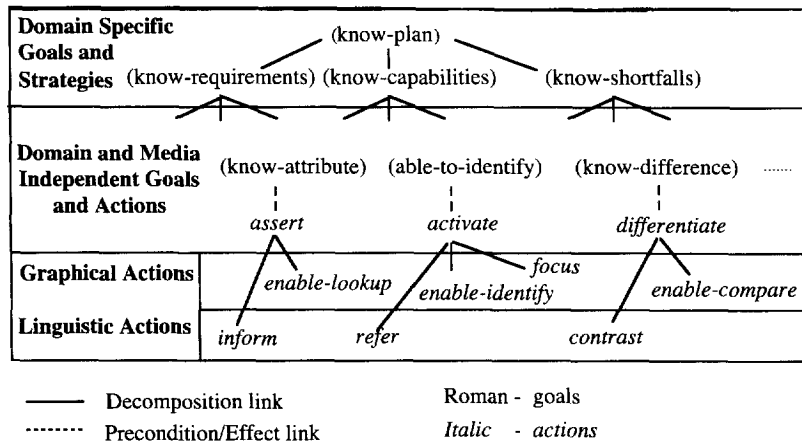 Domain Specific
Goals and
Strategies
(know-plan)
(know-requirements) (know-capabilities) (know-shortfalls)
Domain and Media
Independent Goals
and Actions
(know-attribute) (able-to-identify) (know-difference) ........
assert activate differentiate
Graphical Actions
focus
enable-lookup enable-identify enable-compare
Linguistic Actions
inform refer contrast
Decomposition link Roman - goals
Precondition/Effect link Italic - actions